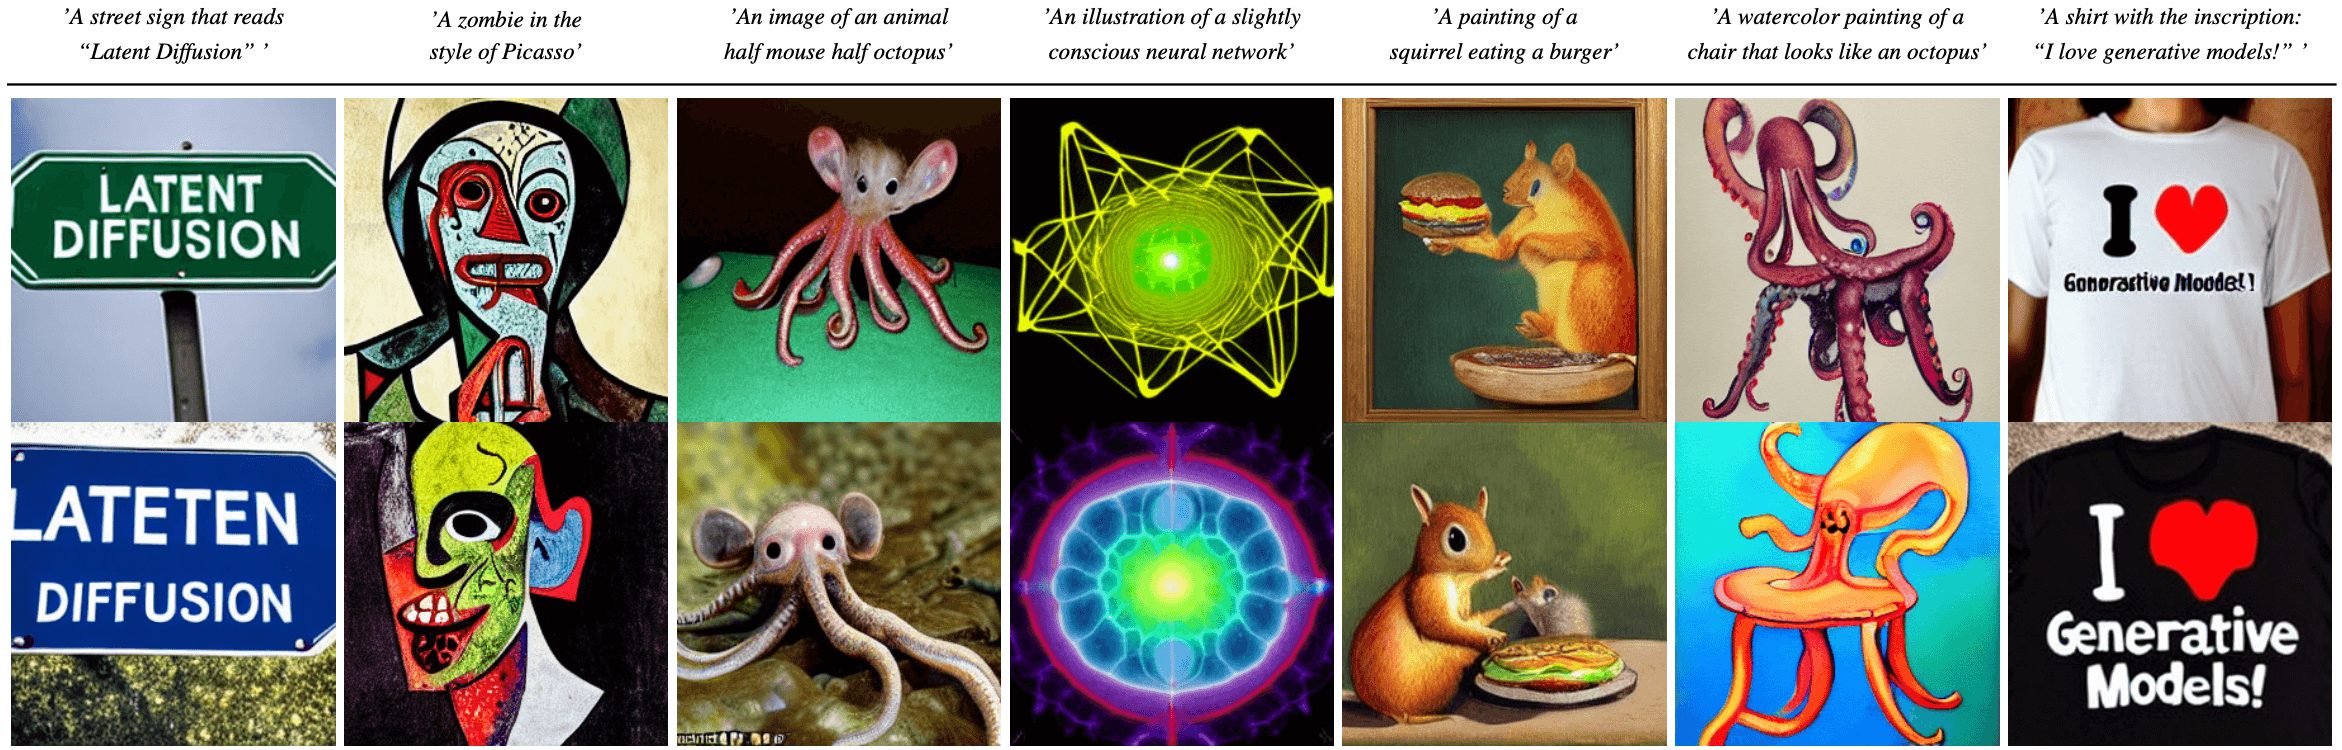 ’A street sign that reads
“Latent Diffusion” ’
’A zombie in the
style of Picasso’
’An image of an animal
half mouse half octopus’
’An illustration of a slightly
conscious neural network’
’A painting of a
squirrel eating a burger’
’A watercolor painting of a
chair that looks like an octopus’
’A shirt with the inscription:
“I love generative models!” ’
LATENT
DIFFUSION
I
LATETEN
DIFFUSION
I
Generative
Models!